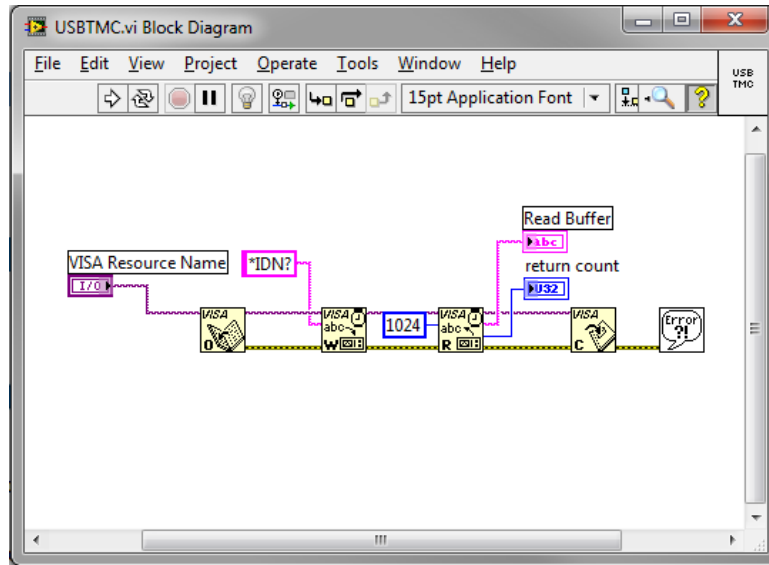 USBTMC.vi Block Diagram
File Edit View Project Operate Tools Window Help
USB
TMC
15pt Application Font
Read Buffer
abc
VISA Resource Name
*IDN?
return count
I/O
U32
VISA
O
VISA
abc
W
1024
VISA
abc
R
VISA
C
Error
?!